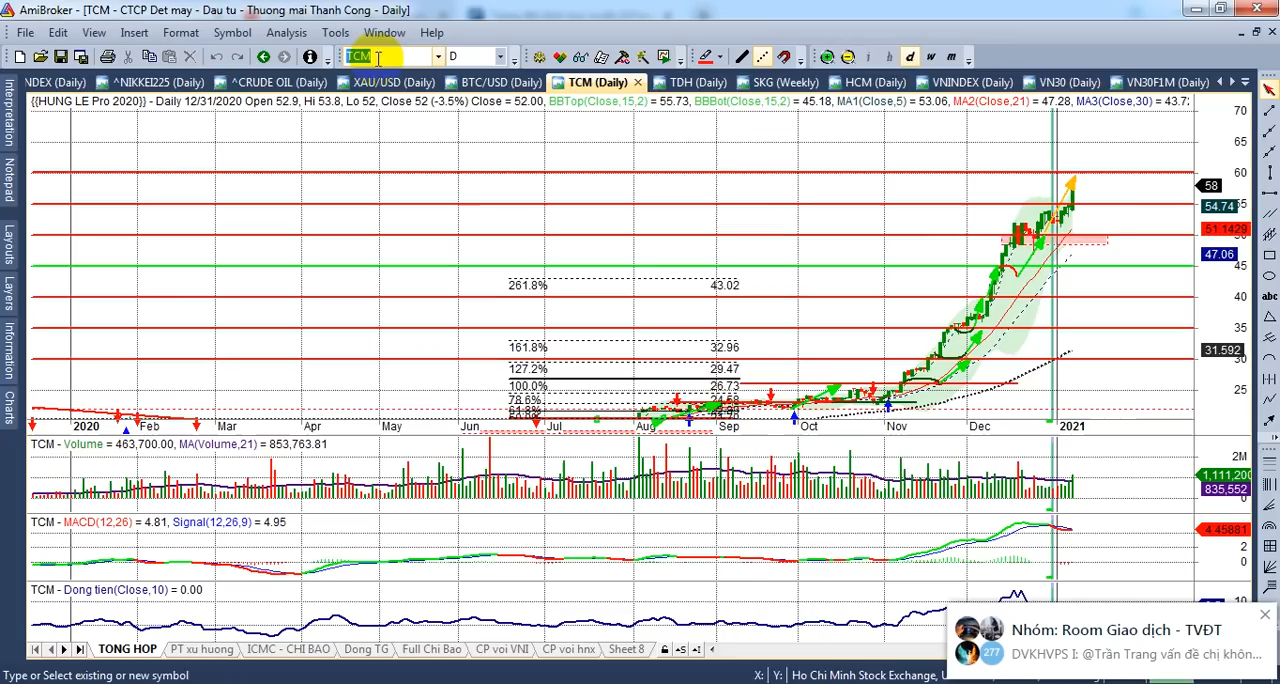 AmiBroker - [TCM - CTCP Det may - Dau tu - Thuong mai Thanh Cong - Daily]
File Edit View Insert Format Symbol Analysis Tools Window Help
TCM D
i h d w m
NDEX (Daily) ^NIKKEI225 (Daily) ^CRUDE OIL (Daily) XAU/USD (Daily) BTC/USD (Daily) TCM (Daily) TDH (Daily) SKG (Weekly) HCM (Daily) VNINDEX (Daily) VN30 (Daily) VN30F1M (Daily)
Interpretation
Notepad
Layouts
Layers
Information
Charts
{{HUNG LE Pro 2020}} - Daily 12/31/2020 Open 52.9, Hi 53.8, Lo 52, Close 52 (-3.5%) Close = 52.00, BBTop(Close,15,2) = 55.73, BBBot(Close,15,2) = 45.18, MA1(Close,5) = 53.06, MA2(Close,21) = 47.28, MA3(Close,30) = 43.7
70
65
60
58
54.74
51.1429
47.06
45
40
35
31.592
30
25
261.8% 43.02
161.8% 32.96
127.2% 29.47
100.0% 26.73
78.6%
abc
2020 Feb Mar Apr May Jun Jul Aug Sep Oct Nov Dec 2021
TCM - Volume = 463,700.00, MA(Volume,21) = 853,763.81
2M
1,111,200
835,552
TCM - MACD(12,26) = 4.81, Signal(12,26,9) = 4.95
4.45881
2
0
TCM - Dong tien(Close,10) = 0.00
10
TONG HOP PT xu huong ICMC - CHI BAO Dong TG Full Chi Bao CP voi VNI CP voi hnx Sheet 8
Nhóm: Room Giao dịch - TVĐT
277 DVKHVPS I: @Trần Trang vấn đề chị khôn...
Type or Select existing or new symbol X: Y: Ho Chi Minh Stock Exchange,